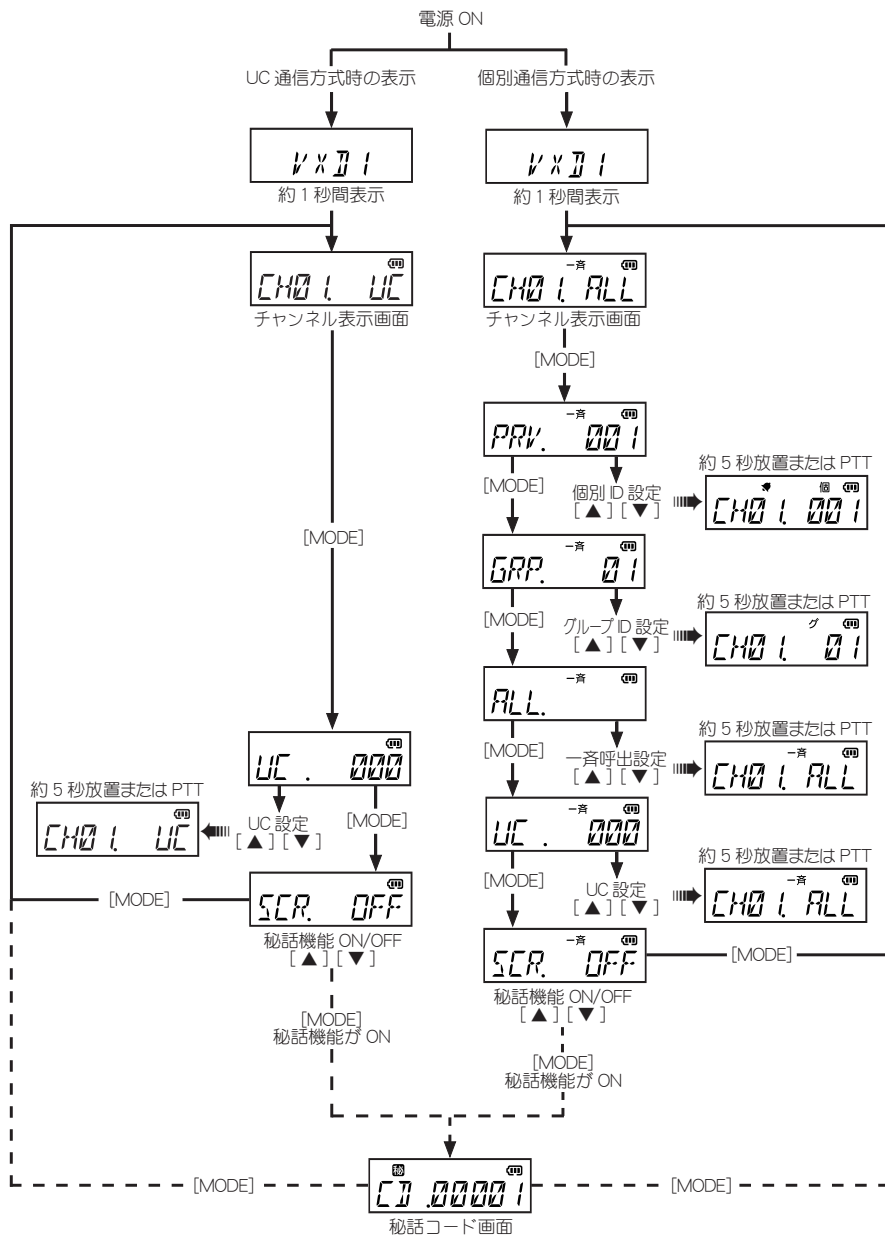 電源 ON
UC 通信方式時の表示
個別通信方式時の表示
VXD1
VXD1
約 1 秒間表示
約 1 秒間表示
CH01. UC
一斉
CH01. ALL
チャンネル表示画面
チャンネル表示画面
[MODE]
一斉
PRV. 001
[MODE]
個別 ID 設定
[ ▲ ] [ ▼ ]
約 5 秒放置または PTT
個
CH01. 001
[MODE]
一斉
GRP. 01
[MODE]
グループ ID 設定
[ ▲ ] [ ▼ ]
約 5 秒放置または PTT
グ
CH01. 01
一斉
ALL.
[MODE]
一斉呼出設定
[ ▲ ] [ ▼ ]
約 5 秒放置または PTT
一斉
CH01. ALL
UC . 000
一斉
UC . 000
約 5 秒放置または PTT
CH01. UC
UC 設定
[ ▲ ] [ ▼ ]
[MODE]
[MODE]
UC 設定
[ ▲ ] [ ▼ ]
約 5 秒放置または PTT
一斉
CH01. ALL
[MODE]
SCR. OFF
秘話機能 ON/OFF
[ ▲ ] [ ▼ ]
一斉
SCR. OFF
[MODE]
秘話機能 ON/OFF
[ ▲ ] [ ▼ ]
[MODE]
秘話機能が ON
[MODE]
秘話機能が ON
[MODE]
秘
CD .00001
[MODE]
秘話コード画面